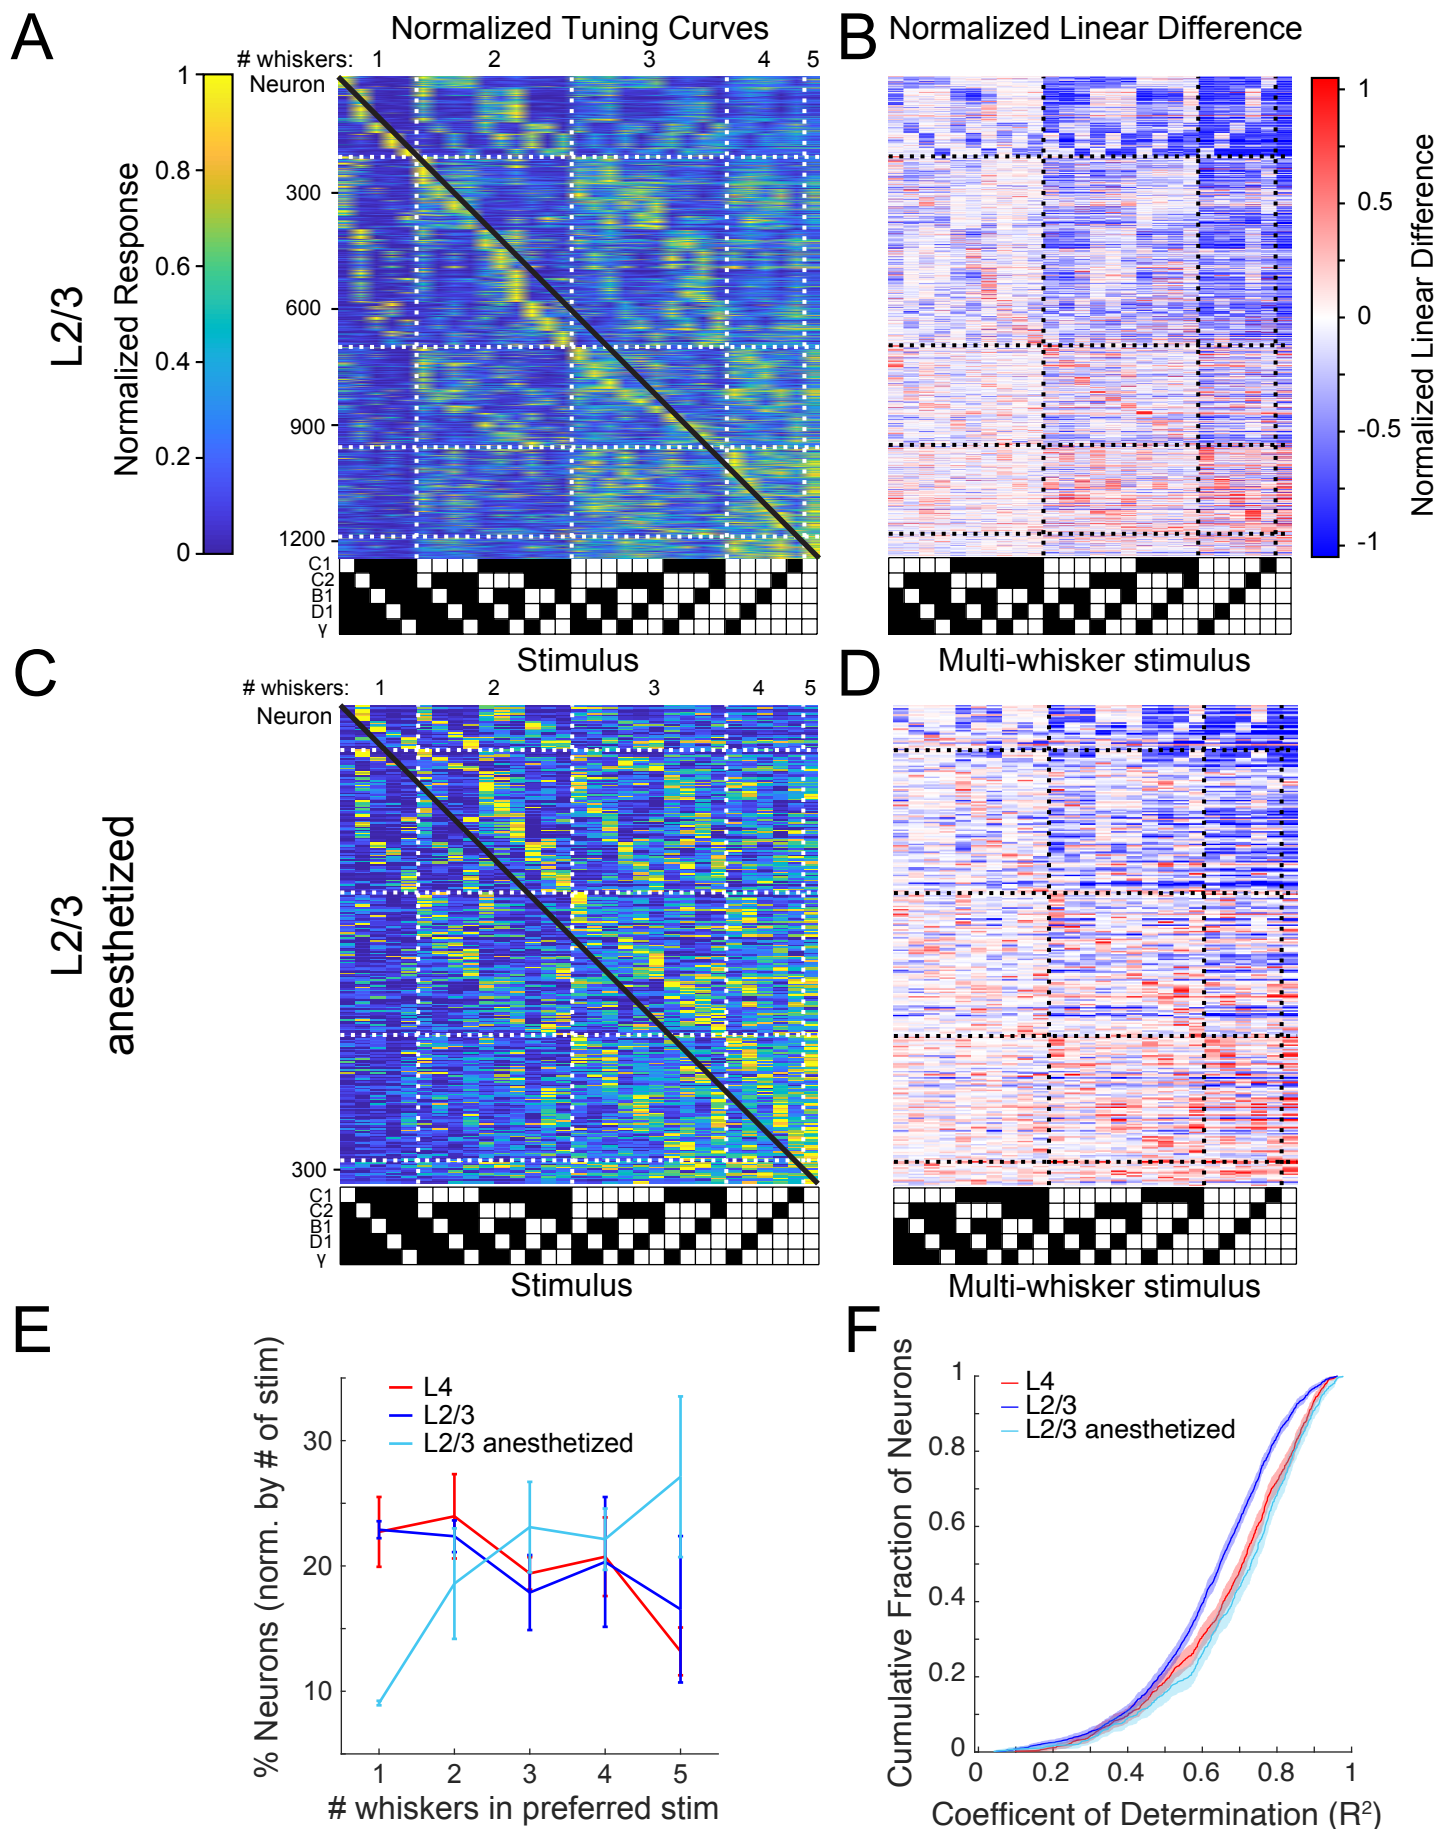 A
Normalized Tuning Curves
# whiskers: 1 2 3 4 5
Neuron
1
0.8
0.6
0.4
0.2
0
Normalized Response
L2/3
300
600
900
1200
C1
C2
B1
D1
γ
Stimulus
B
Normalized Linear Difference
1
0.5
0
-0.5
-1
Normalized Linear Difference
Multi-whisker stimulus
C
# whiskers: 1 2 3 4 5
Neuron
L2/3
anesthetized
300
C1
C2
B1
D1
γ
Stimulus
D
Multi-whisker stimulus
E
% Neurons (norm. by # of stim)
L4
L2/3
L2/3 anesthetized
30
20
10
1 2 3 4 5
# whiskers in preferred stim
F
Cumulative Fraction of Neurons
L4
L2/3
L2/3 anesthetized
1
0.8
0.6
0.4
0.2
0
0 0.2 0.4 0.6 0.8 1
Coefficent of Determination (R²)